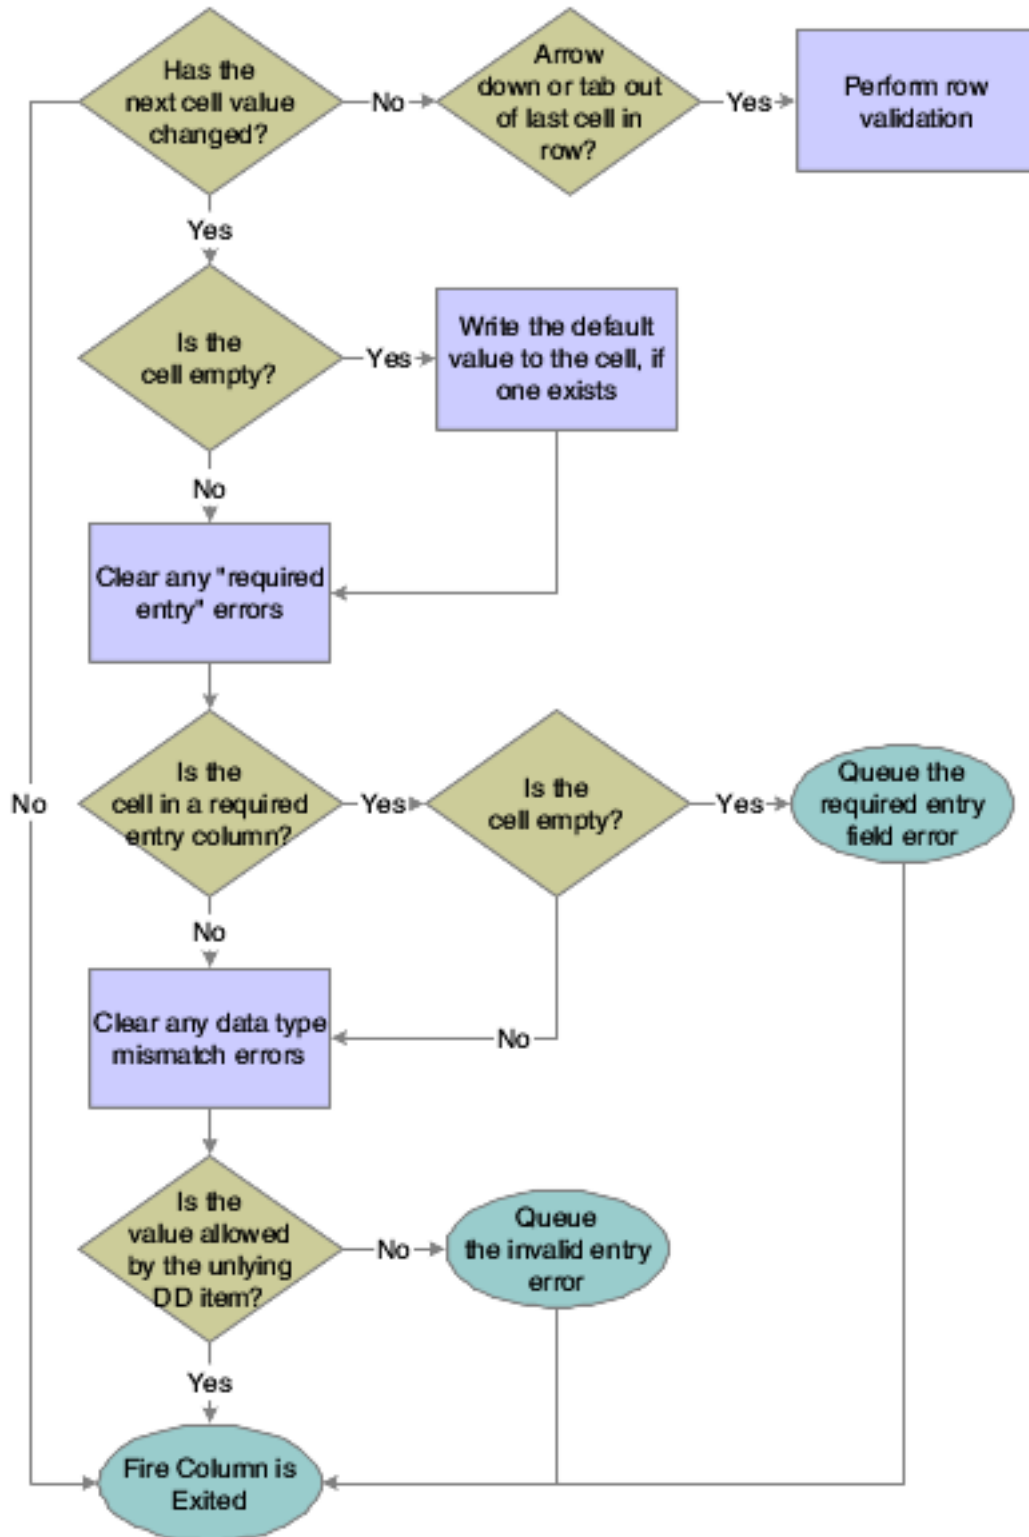 Has the
next cell value
changed?
No
Arrow
down or tab out
of last cell in
row?
Yes
Perform row
validation
Yes
Is the
cell empty?
Yes
Write the default
value to the cell, if
one exists
No
Clear any "required
entry" errors
Is the
cell in a required
entry column?
Yes
Is the
cell empty?
Yes
Queue the
required entry
field error
No
No
Clear any data type
mismatch errors
No
Is the
value allowed
by the unlying
DD item?
No
Queue
the invalid entry
error
Yes
Fire Column is
Exited